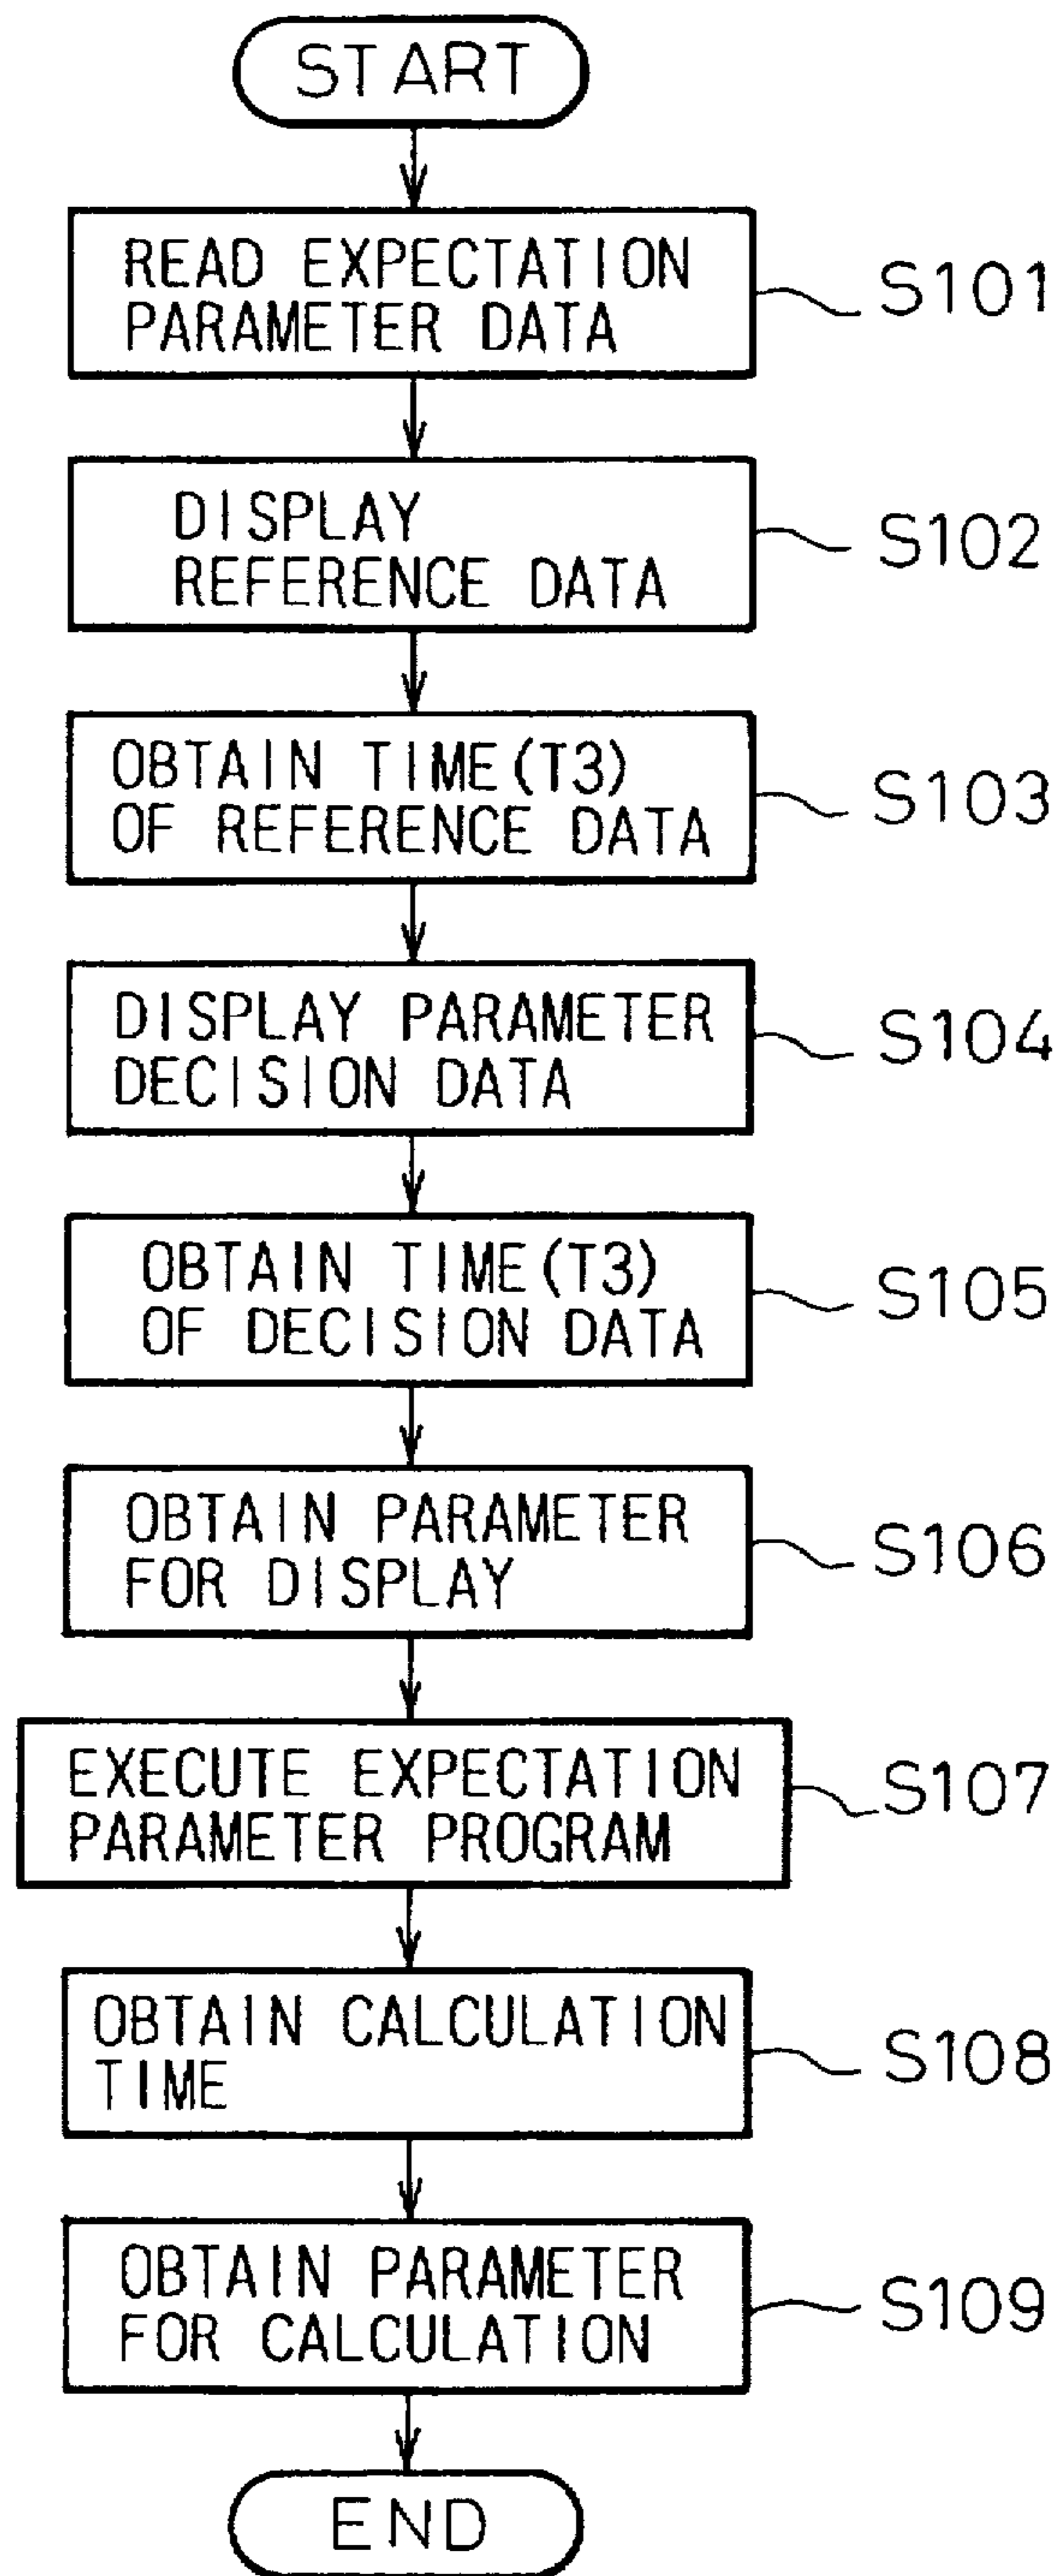 START
READ EXPECTATION
PARAMETER DATA
S101
DISPLAY
REFERENCE DATA
S102
OBTAIN TIME(T3)
OF REFERENCE DATA
S103
DISPLAY PARAMETER
DECISION DATA
S104
OBTAIN TIME(T3)
OF DECISION DATA
S105
OBTAIN PARAMETER
FOR DISPLAY
S106
EXECUTE EXPECTATION
PARAMETER PROGRAM
S107
OBTAIN CALCULATION
TIME
S108
OBTAIN PARAMETER
FOR CALCULATION
S109
END